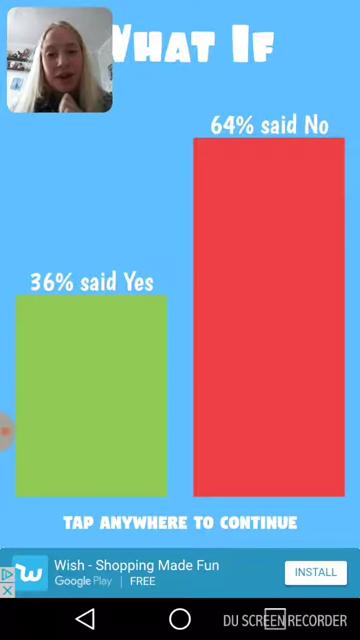 What If
64% said No
36% said Yes
TAP ANYWHERE TO CONTINUE
Wish - Shopping Made Fun
Google Play | FREE
INSTALL
DU SCREEN RECORDER